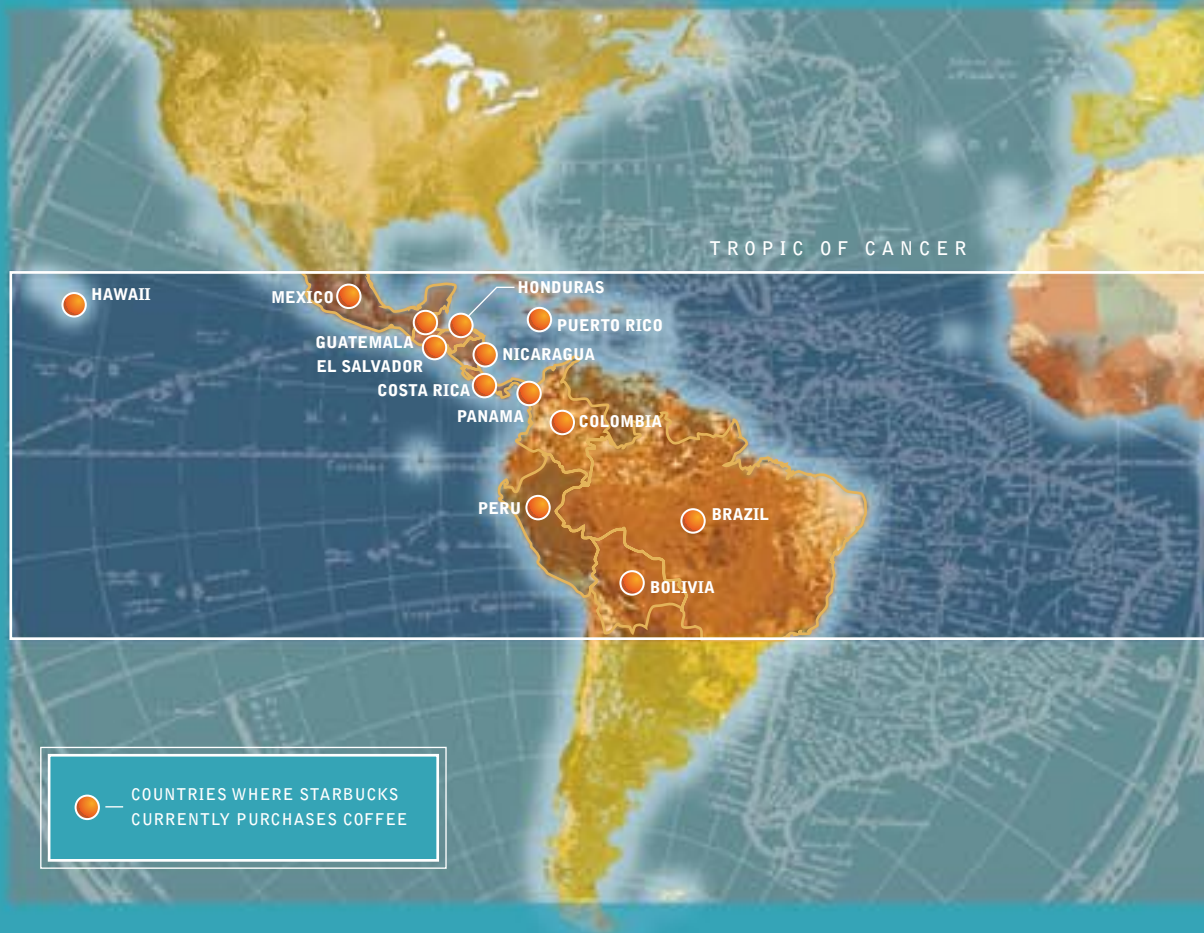 TROPIC OF CANCER
HAWAII
MEXICO
HONDURAS
PUERTO RICO
GUATEMALA
NICARAGUA
EL SALVADOR
COSTA RICA
PANAMA
COLOMBIA
PERU
BRAZIL
BOLIVIA
COUNTRIES WHERE STARBUCKS
CURRENTLY PURCHASES COFFEE